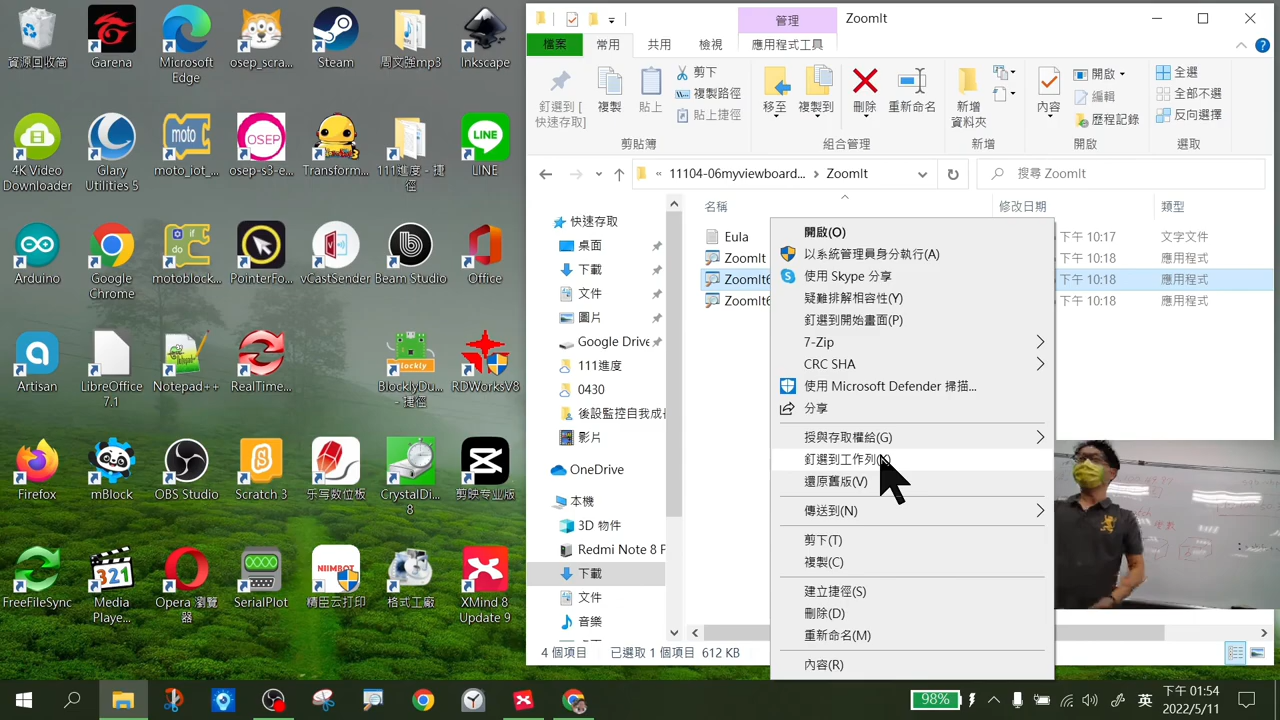 資源回收筒
Garena
Microsoft
Edge
osep_scra...
Steam
周文強mp3
Inkscape
4K Video
Downloader
Glary
Utilities 5
moto_iot_...
osep-s3-e...
Transform...
111進度 - 捷
徑
LINE
Arduino
Google
Chrome
motoblock...
PointerFo...
vCastSender
Beam Studio
Office
Artisan
LibreOffice
7.1
Notepad++
RealTime...
BlocklyDu...
- 捷徑
RDWorksV8
Firefox
mBlock
OBS Studio
Scratch 3
乐写数位板
CrystalDi...
8
剪映专业版
FreeFileSync
Media
Playe...
Opera 瀏覽
器
SerialPlot
精臣云打印
格式工廠
XMind 8
Update 9
管理
ZoomIt
檔案
常用
共用
檢視
應用程式工具
釘選到 [
快速存取]
複製
貼上
剪下
複製路徑
貼上捷徑
剪貼簿
移至
複製到
刪除
重新命名
組合管理
新增
資料夾
新增
內容
開啟
編輯
歷程記錄
開啟
全選
全部不選
反向選擇
選取
« 11104-06myviewboard... › ZoomIt
搜尋 ZoomIt
名稱
修改日期
類型
Eula
下午 10:17
文字文件
ZoomIt
下午 10:18
應用程式
ZoomIt6
下午 10:18
應用程式
ZoomIt6
下午 10:18
應用程式
快速存取
桌面
下載
文件
圖片
Google Drive
111進度
0430
後設監控自我成長
影片
OneDrive
本機
3D 物件
Redmi Note 8 P
下載
文件
音樂
開啟(O)
以系統管理員身分執行(A)
使用 Skype 分享
疑難排解相容性(Y)
釘選到開始畫面(P)
7-Zip
CRC SHA
使用 Microsoft Defender 掃描...
分享
授與存取權給(G)
釘選到工作列(K)
還原舊版(V)
傳送到(N)
剪下(T)
複製(C)
建立捷徑(S)
刪除(D)
重新命名(M)
內容(R)
4 個項目
已選取 1 個項目 612 KB
98%
英
下午 01:54
2022/5/11